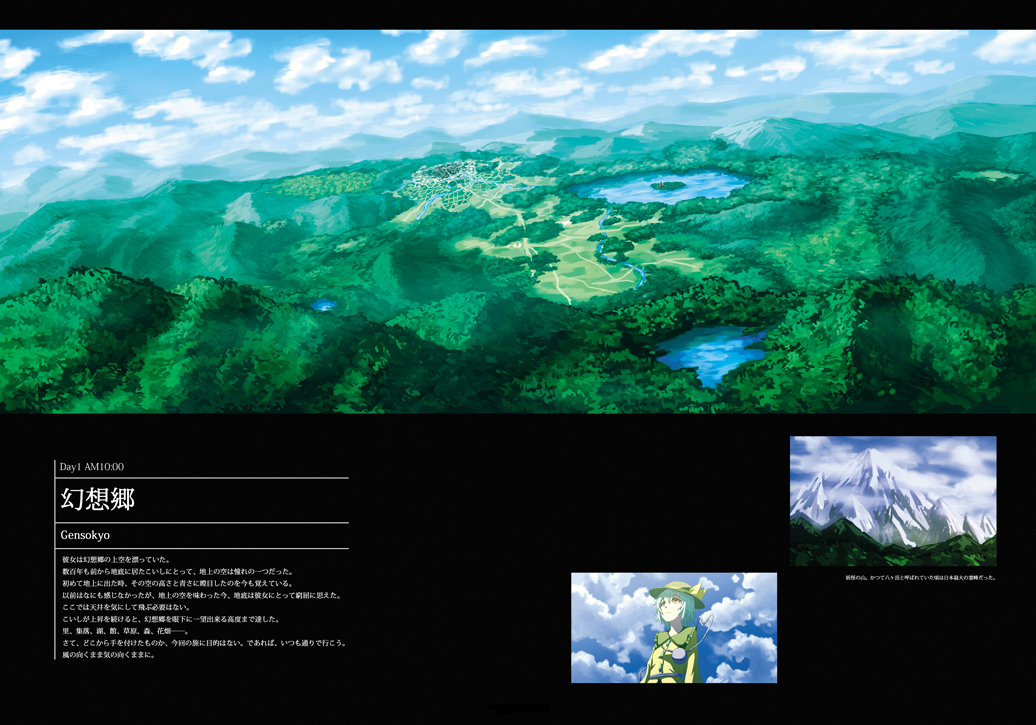 Day1 AM10:00
幻想郷
Gensokyo
彼女は幻想郷の上空を漂っていた。
数百年も前から地底に居たこいしにとって、地上の空は憧れの一つだった。
初めて地上に出た時、その空の高さと青さに瞠目したのを今も覚えている。
以前はなにも感じなかったが、地上の空を味わった今、地底は彼女にとって窮屈に思えた。
ここでは天井を気にして飛ぶ必要はない。
こいしが上昇を続けると、幻想郷を眼下に一望出来る高度まで達した。
里、集落、湖、館、草原、森、花畑――。
さて、どこから手を付けたものか、今回の旅に目的はない。であれば、いつも通りで行こう。
風の向くまま気の向くままに。
妖怪の山。かつて八ヶ岳と呼ばれていた頃は日本最大の霊峰だった。